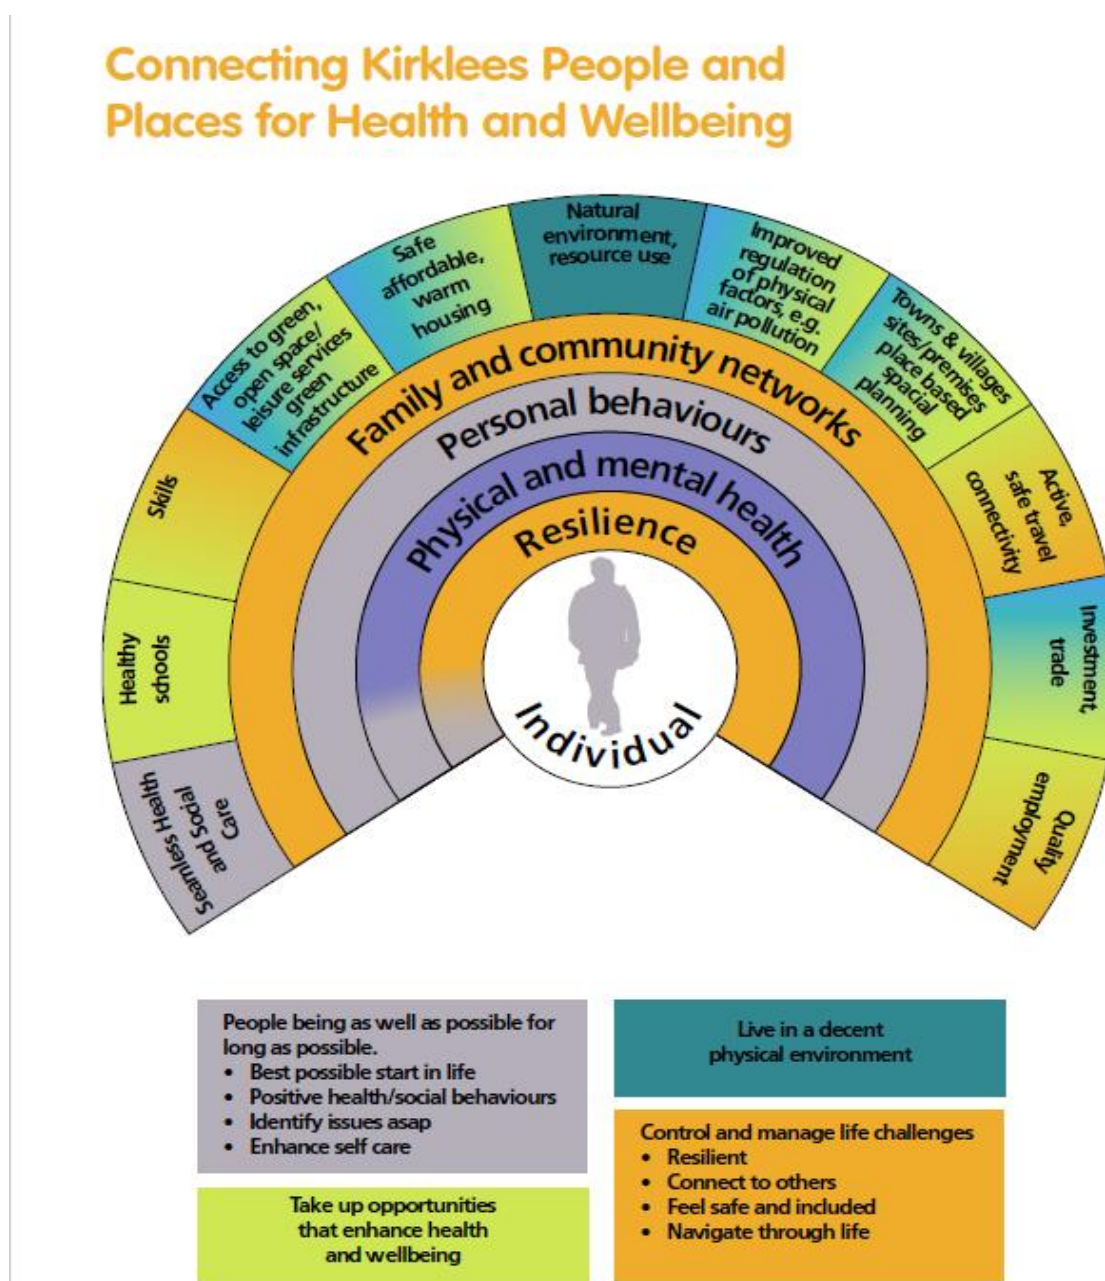 Connecting Kirklees People and
Places for Health and Wellbeing
Seamless Health
and Social
Care
Healthy
schools
Skills
Access to green,
open space/
leisure services
green
infrastructure
Safe
affordable,
warm
housing
Natural
environment,
resource use
Improved
regulation
of physical
factors, e.g.
air pollution
Towns & villages
sites/premises
place based
spacial
planning
Active,
safe travel
connectivity
Investment,
trade
Quality
employment
Family and community networks
Personal behaviours
Physical and mental health
Resilience
Individual
People being as well as possible for
long as possible.
• Best possible start in life
• Positive health/social behaviours
• Identify issues asap
• Enhance self care
Take up opportunities
that enhance health
and wellbeing
Live in a decent
physical environment
Control and manage life challenges
• Resilient
• Connect to others
• Feel safe and included
• Navigate through life